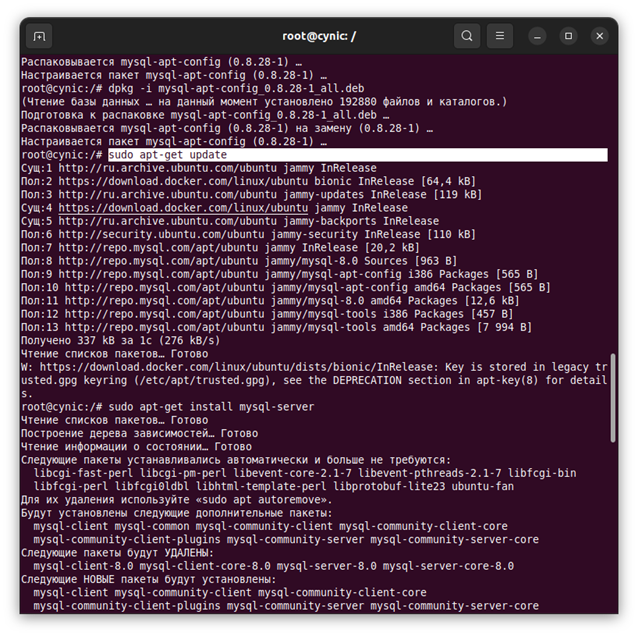 root@cynic: /
Распаковывается mysql-apt-config (0.8.28-1) …
Настраивается пакет mysql-apt-config (0.8.28-1) …
root@cynic:/# dpkg -i mysql-apt-config_0.8.28-1_all.deb
(Чтение базы данных … на данный момент установлено 192880 файлов и каталогов.)
Подготовка к распаковке mysql-apt-config_0.8.28-1_all.deb …
Распаковывается mysql-apt-config (0.8.28-1) на замену (0.8.28-1) …
Настраивается пакет mysql-apt-config (0.8.28-1) …
root@cynic:/# sudo apt-get update
Сущ:1 http://ru.archive.ubuntu.com/ubuntu jammy InRelease
Пол:2 https://download.docker.com/linux/ubuntu bionic InRelease [64,4 kB]
Пол:3 http://ru.archive.ubuntu.com/ubuntu jammy-updates InRelease [119 kB]
Сущ:4 https://download.docker.com/linux/ubuntu jammy InRelease
Сущ:5 http://ru.archive.ubuntu.com/ubuntu jammy-backports InRelease
Пол:6 http://security.ubuntu.com/ubuntu jammy-security InRelease [110 kB]
Пол:7 http://repo.mysql.com/apt/ubuntu jammy InRelease [20,2 kB]
Пол:8 http://repo.mysql.com/apt/ubuntu jammy/mysql-8.0 Sources [963 B]
Пол:9 http://repo.mysql.com/apt/ubuntu jammy/mysql-apt-config i386 Packages [565 B]
Пол:10 http://repo.mysql.com/apt/ubuntu jammy/mysql-apt-config amd64 Packages [565 B]
Пол:11 http://repo.mysql.com/apt/ubuntu jammy/mysql-8.0 amd64 Packages [12,6 kB]
Пол:12 http://repo.mysql.com/apt/ubuntu jammy/mysql-tools i386 Packages [457 B]
Пол:13 http://repo.mysql.com/apt/ubuntu jammy/mysql-tools amd64 Packages [7 994 B]
Получено 337 kB за 1с (276 kB/s)
Чтение списков пакетов… Готово
W: https://download.docker.com/linux/ubuntu/dists/bionic/InRelease: Key is stored in legacy tr
usted.gpg keyring (/etc/apt/trusted.gpg), see the DEPRECATION section in apt-key(8) for detail
s.
root@cynic:/# sudo apt-get install mysql-server
Чтение списков пакетов… Готово
Построение дерева зависимостей… Готово
Чтение информации о состоянии… Готово
Следующие пакеты устанавливались автоматически и больше не требуются:
libcgi-fast-perl libcgi-pm-perl libevent-core-2.1-7 libevent-pthreads-2.1-7 libfcgi-bin
libfcgi-perl libfcgi0ldbl libhtml-template-perl libprotobuf-lite23 ubuntu-fan
Для их удаления используйте «sudo apt autoremove».
Будут установлены следующие дополнительные пакеты:
mysql-client mysql-common mysql-community-client mysql-community-client-core
mysql-community-client-plugins mysql-community-server mysql-community-server-core
Следующие пакеты будут УДАЛЕНЫ:
mysql-client-8.0 mysql-client-core-8.0 mysql-server-8.0 mysql-server-core-8.0
Следующие НОВЫЕ пакеты будут установлены:
mysql-client mysql-community-client mysql-community-client-core
mysql-community-client-plugins mysql-community-server mysql-community-server-core